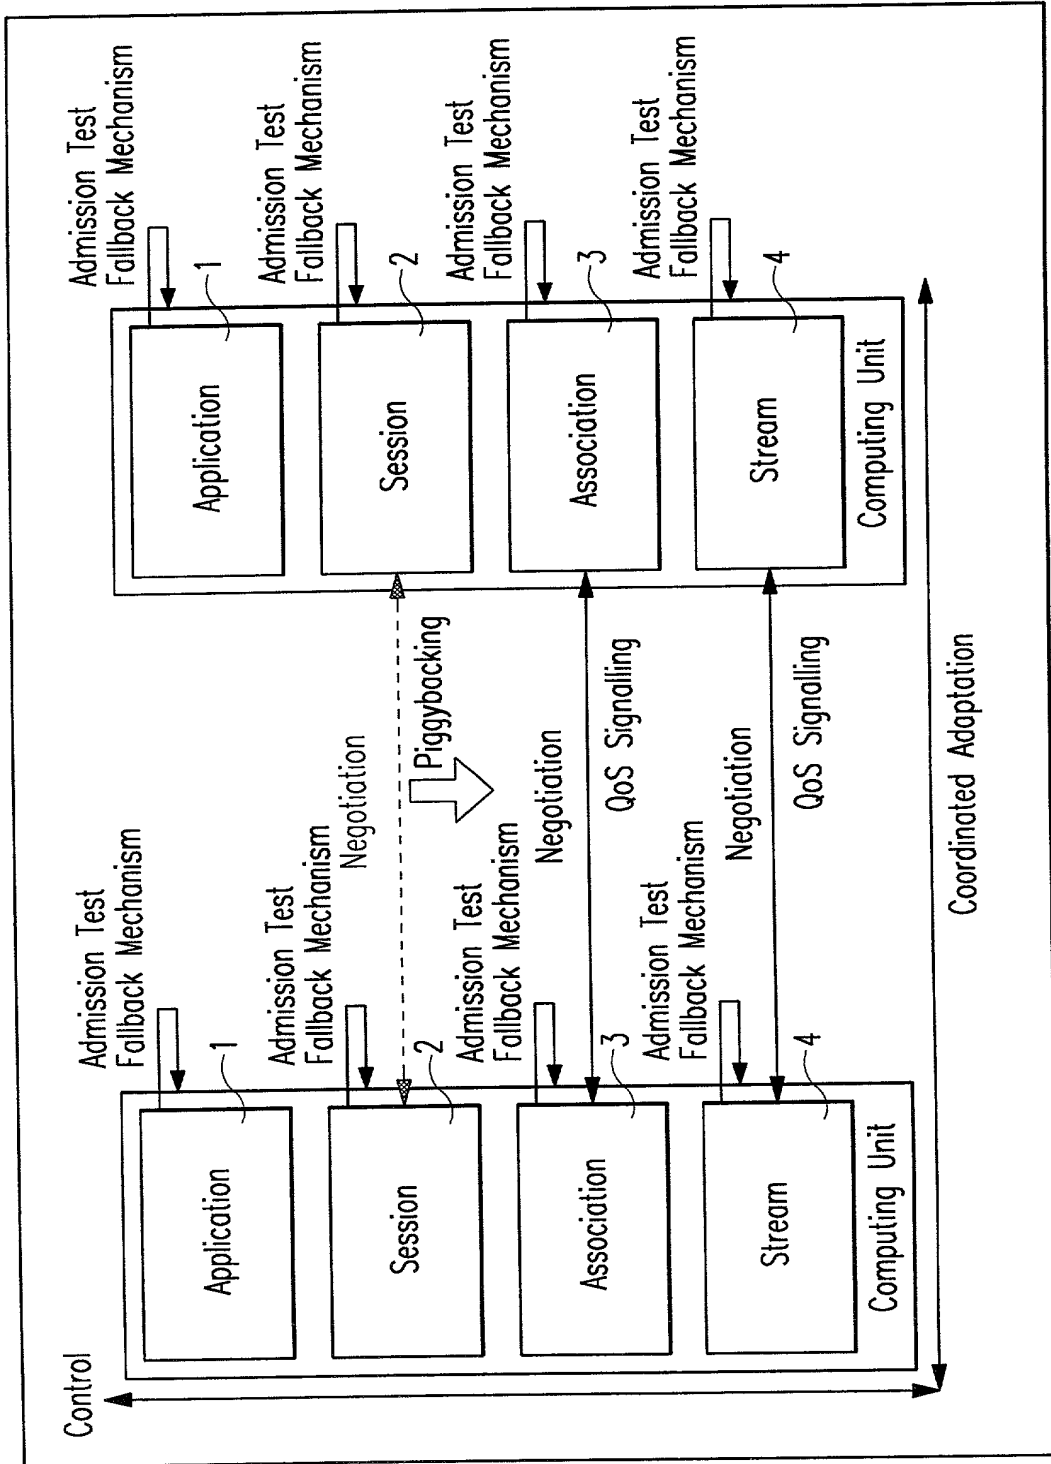 Control
Admission Test
Fallback Mechanism
Application
1
Admission Test
Fallback Mechanism
Session
2
Admission Test
Fallback Mechanism
Association
3
Admission Test
Fallback Mechanism
Stream
4
Computing Unit
Negotiation
Piggybacking
Negotiation
QoS Signalling
Negotiation
QoS Signalling
Admission Test
Fallback Mechanism
Application
1
Admission Test
Fallback Mechanism
Session
2
Admission Test
Fallback Mechanism
Association
3
Admission Test
Fallback Mechanism
Stream
4
Computing Unit
Coordinated Adaptation